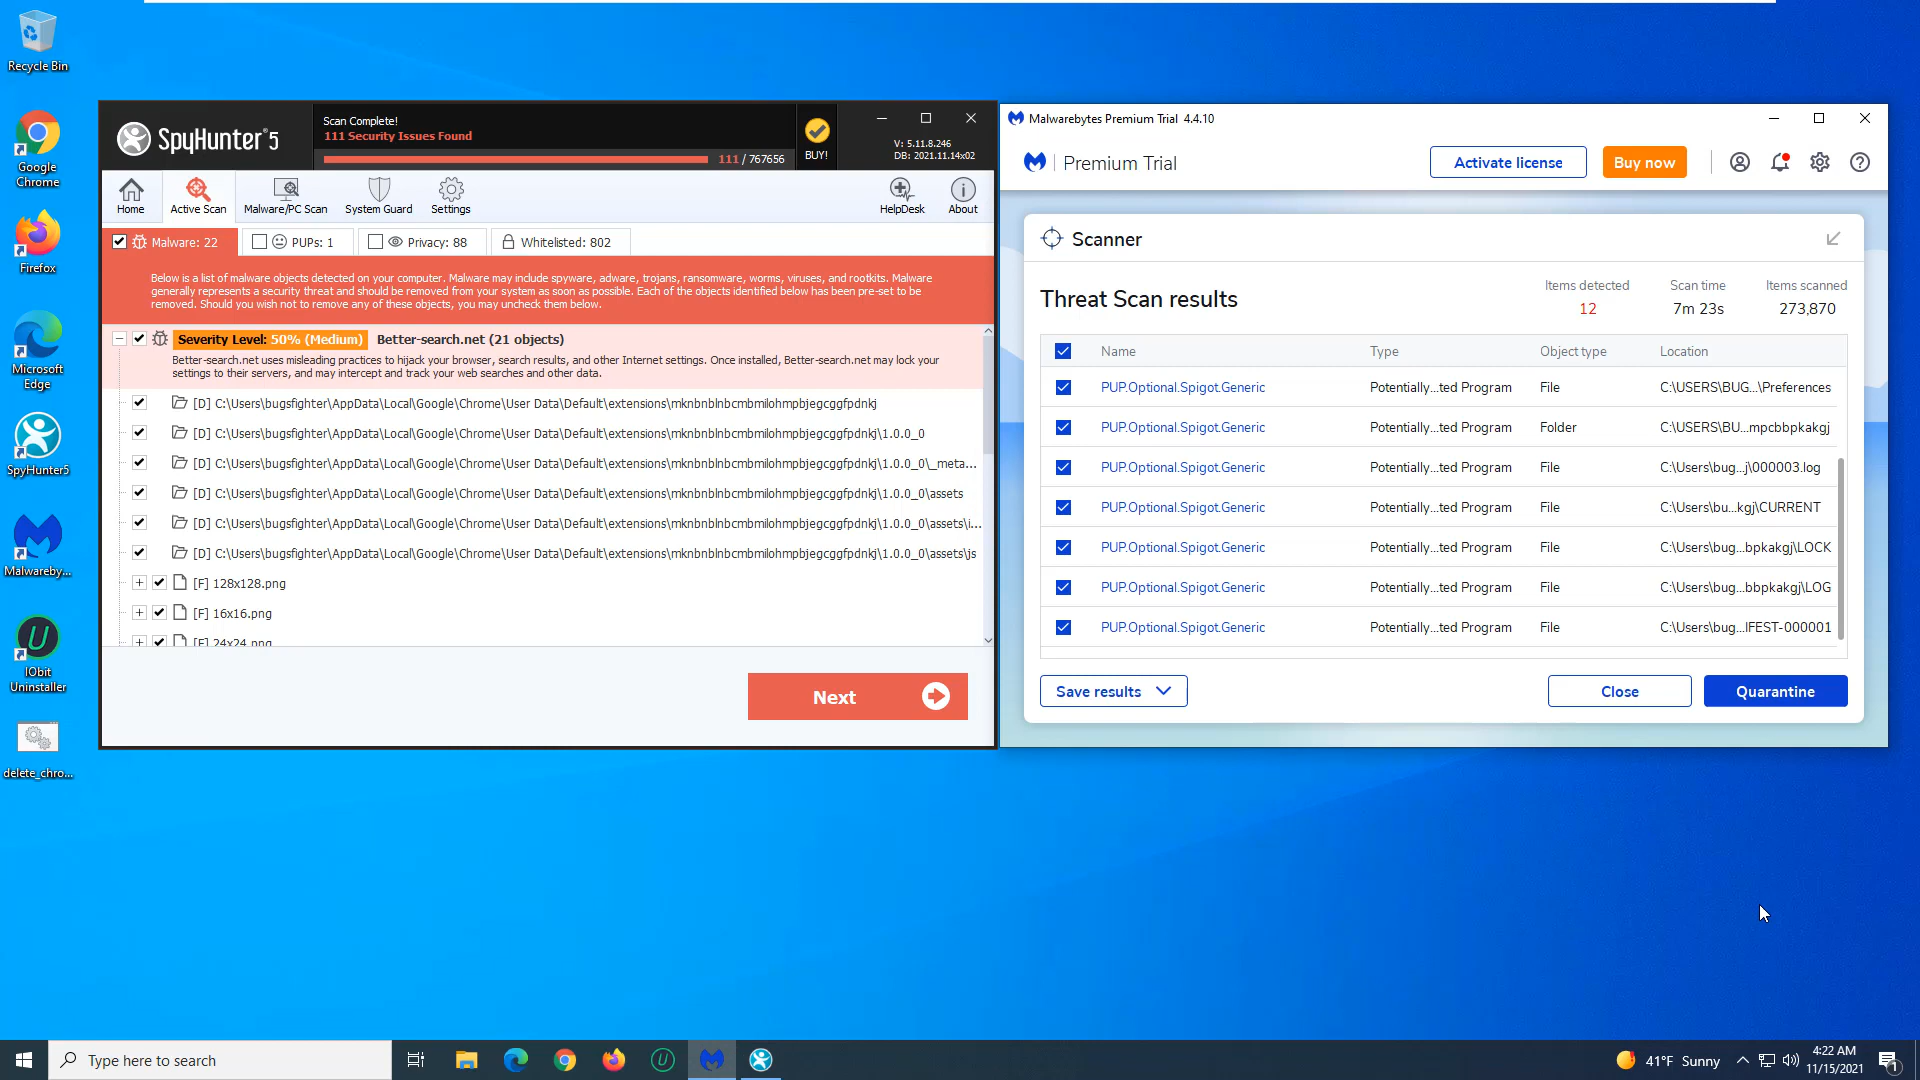 Recycle Bin
Google
Chrome
Firefox
Microsoft
Edge
SpyHunter5
Malwareby...
IObit
Uninstaller
delete_chro...
SpyHunter® 5
Scan Complete!
111 Security Issues Found
111 / 767656
BUY!
V: 5.11.8.246
DB: 2021.11.14x02
Home
Active Scan
Malware/PC Scan
System Guard
Settings
HelpDesk
About
Malware: 22
PUPs: 1
Privacy: 88
Whitelisted: 802
Below is a list of malware objects detected on your computer. Malware may include spyware, adware, trojans, ransomware, worms, viruses, and rootkits. Malware
generally represents a security threat and should be removed from your system as soon as possible. Each of the objects identified below has been pre-set to be
removed. Should you wish not to remove any of these objects, you may uncheck them below.
Severity Level: 50% (Medium) Better-search.net (21 objects)
Better-search.net uses misleading practices to hijack your browser, search results, and other Internet settings. Once installed, Better-search.net may lock your
settings to their servers, and may intercept and track your web searches and other data.
[D] C:\Users\bugsfighter\AppData\Local\Google\Chrome\User Data\Default\extensions\mknbnblnbcmbmilohmpbjegcggfpdnkj
[D] C:\Users\bugsfighter\AppData\Local\Google\Chrome\User Data\Default\extensions\mknbnblnbcmbmilohmpbjegcggfpdnkj\1.0.0_0
[D] C:\Users\bugsfighter\AppData\Local\Google\Chrome\User Data\Default\extensions\mknbnblnbcmbmilohmpbjegcggfpdnkj\1.0.0_0\_meta...
[D] C:\Users\bugsfighter\AppData\Local\Google\Chrome\User Data\Default\extensions\mknbnblnbcmbmilohmpbjegcggfpdnkj\1.0.0_0\assets
[D] C:\Users\bugsfighter\AppData\Local\Google\Chrome\User Data\Default\extensions\mknbnblnbcmbmilohmpbjegcggfpdnkj\1.0.0_0\assets\i...
[D] C:\Users\bugsfighter\AppData\Local\Google\Chrome\User Data\Default\extensions\mknbnblnbcmbmilohmpbjegcggfpdnkj\1.0.0_0\assets\js
[F] 128x128.png
[F] 16x16.png
[F] 24x24.png
Next
Malwarebytes Premium Trial 4.4.10
Premium Trial
Activate license
Buy now
Scanner
Threat Scan results
Items detected
12
Scan time
7m 23s
Items scanned
273,870
Name Type Object type Location
PUP.Optional.Spigot.Generic Potentially...ted Program File C:\USERS\BUG...\Preferences
PUP.Optional.Spigot.Generic Potentially...ted Program Folder C:\USERS\BU...mpcbbpkakgj
PUP.Optional.Spigot.Generic Potentially...ted Program File C:\Users\bug...j\000003.log
PUP.Optional.Spigot.Generic Potentially...ted Program File C:\Users\bu...kgj\CURRENT
PUP.Optional.Spigot.Generic Potentially...ted Program File C:\Users\bug...bpkakgj\LOCK
PUP.Optional.Spigot.Generic Potentially...ted Program File C:\Users\bug...bbpkakgj\LOG
PUP.Optional.Spigot.Generic Potentially...ted Program File C:\Users\bug...IFEST-000001
Save results
Close
Quarantine
Type here to search
41°F Sunny
4:22 AM
11/15/2021
1